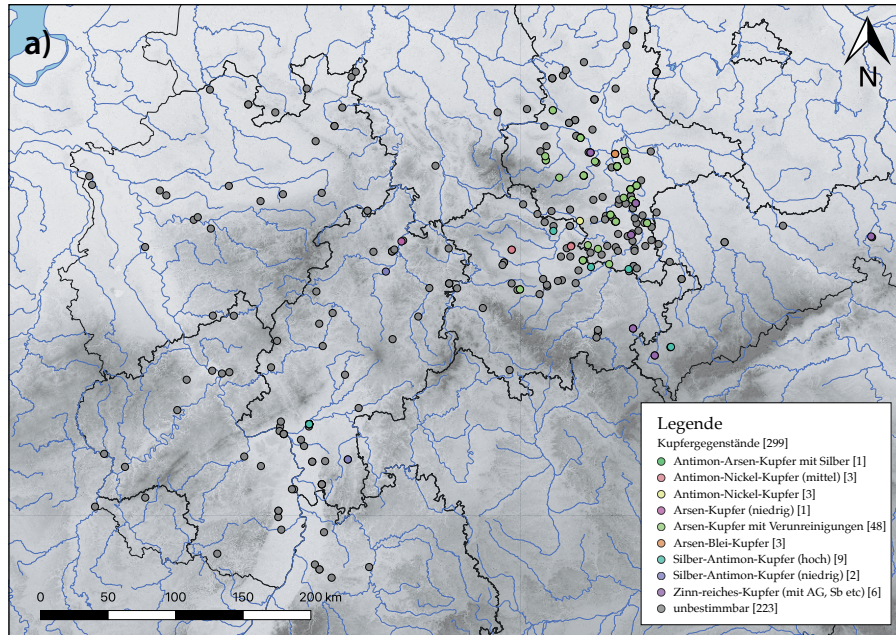 a)
N
Legende
Kupfergegenstände [299]
Antimon-Arsen-Kupfer mit Silber [1]
Antimon-Nickel-Kupfer (mittel) [3]
Antimon-Nickel-Kupfer [3]
Arsen-Kupfer (niedrig) [1]
Arsen-Kupfer mit Verunreinigungen [48]
Arsen-Blei-Kupfer [3]
Silber-Antimon-Kupfer (hoch) [9]
Silber-Antimon-Kupfer (niedrig) [2]
Zinn-reiches-Kupfer (mit AG, Sb etc) [6]
unbestimmbar [223]
0 50 100 150 200 km